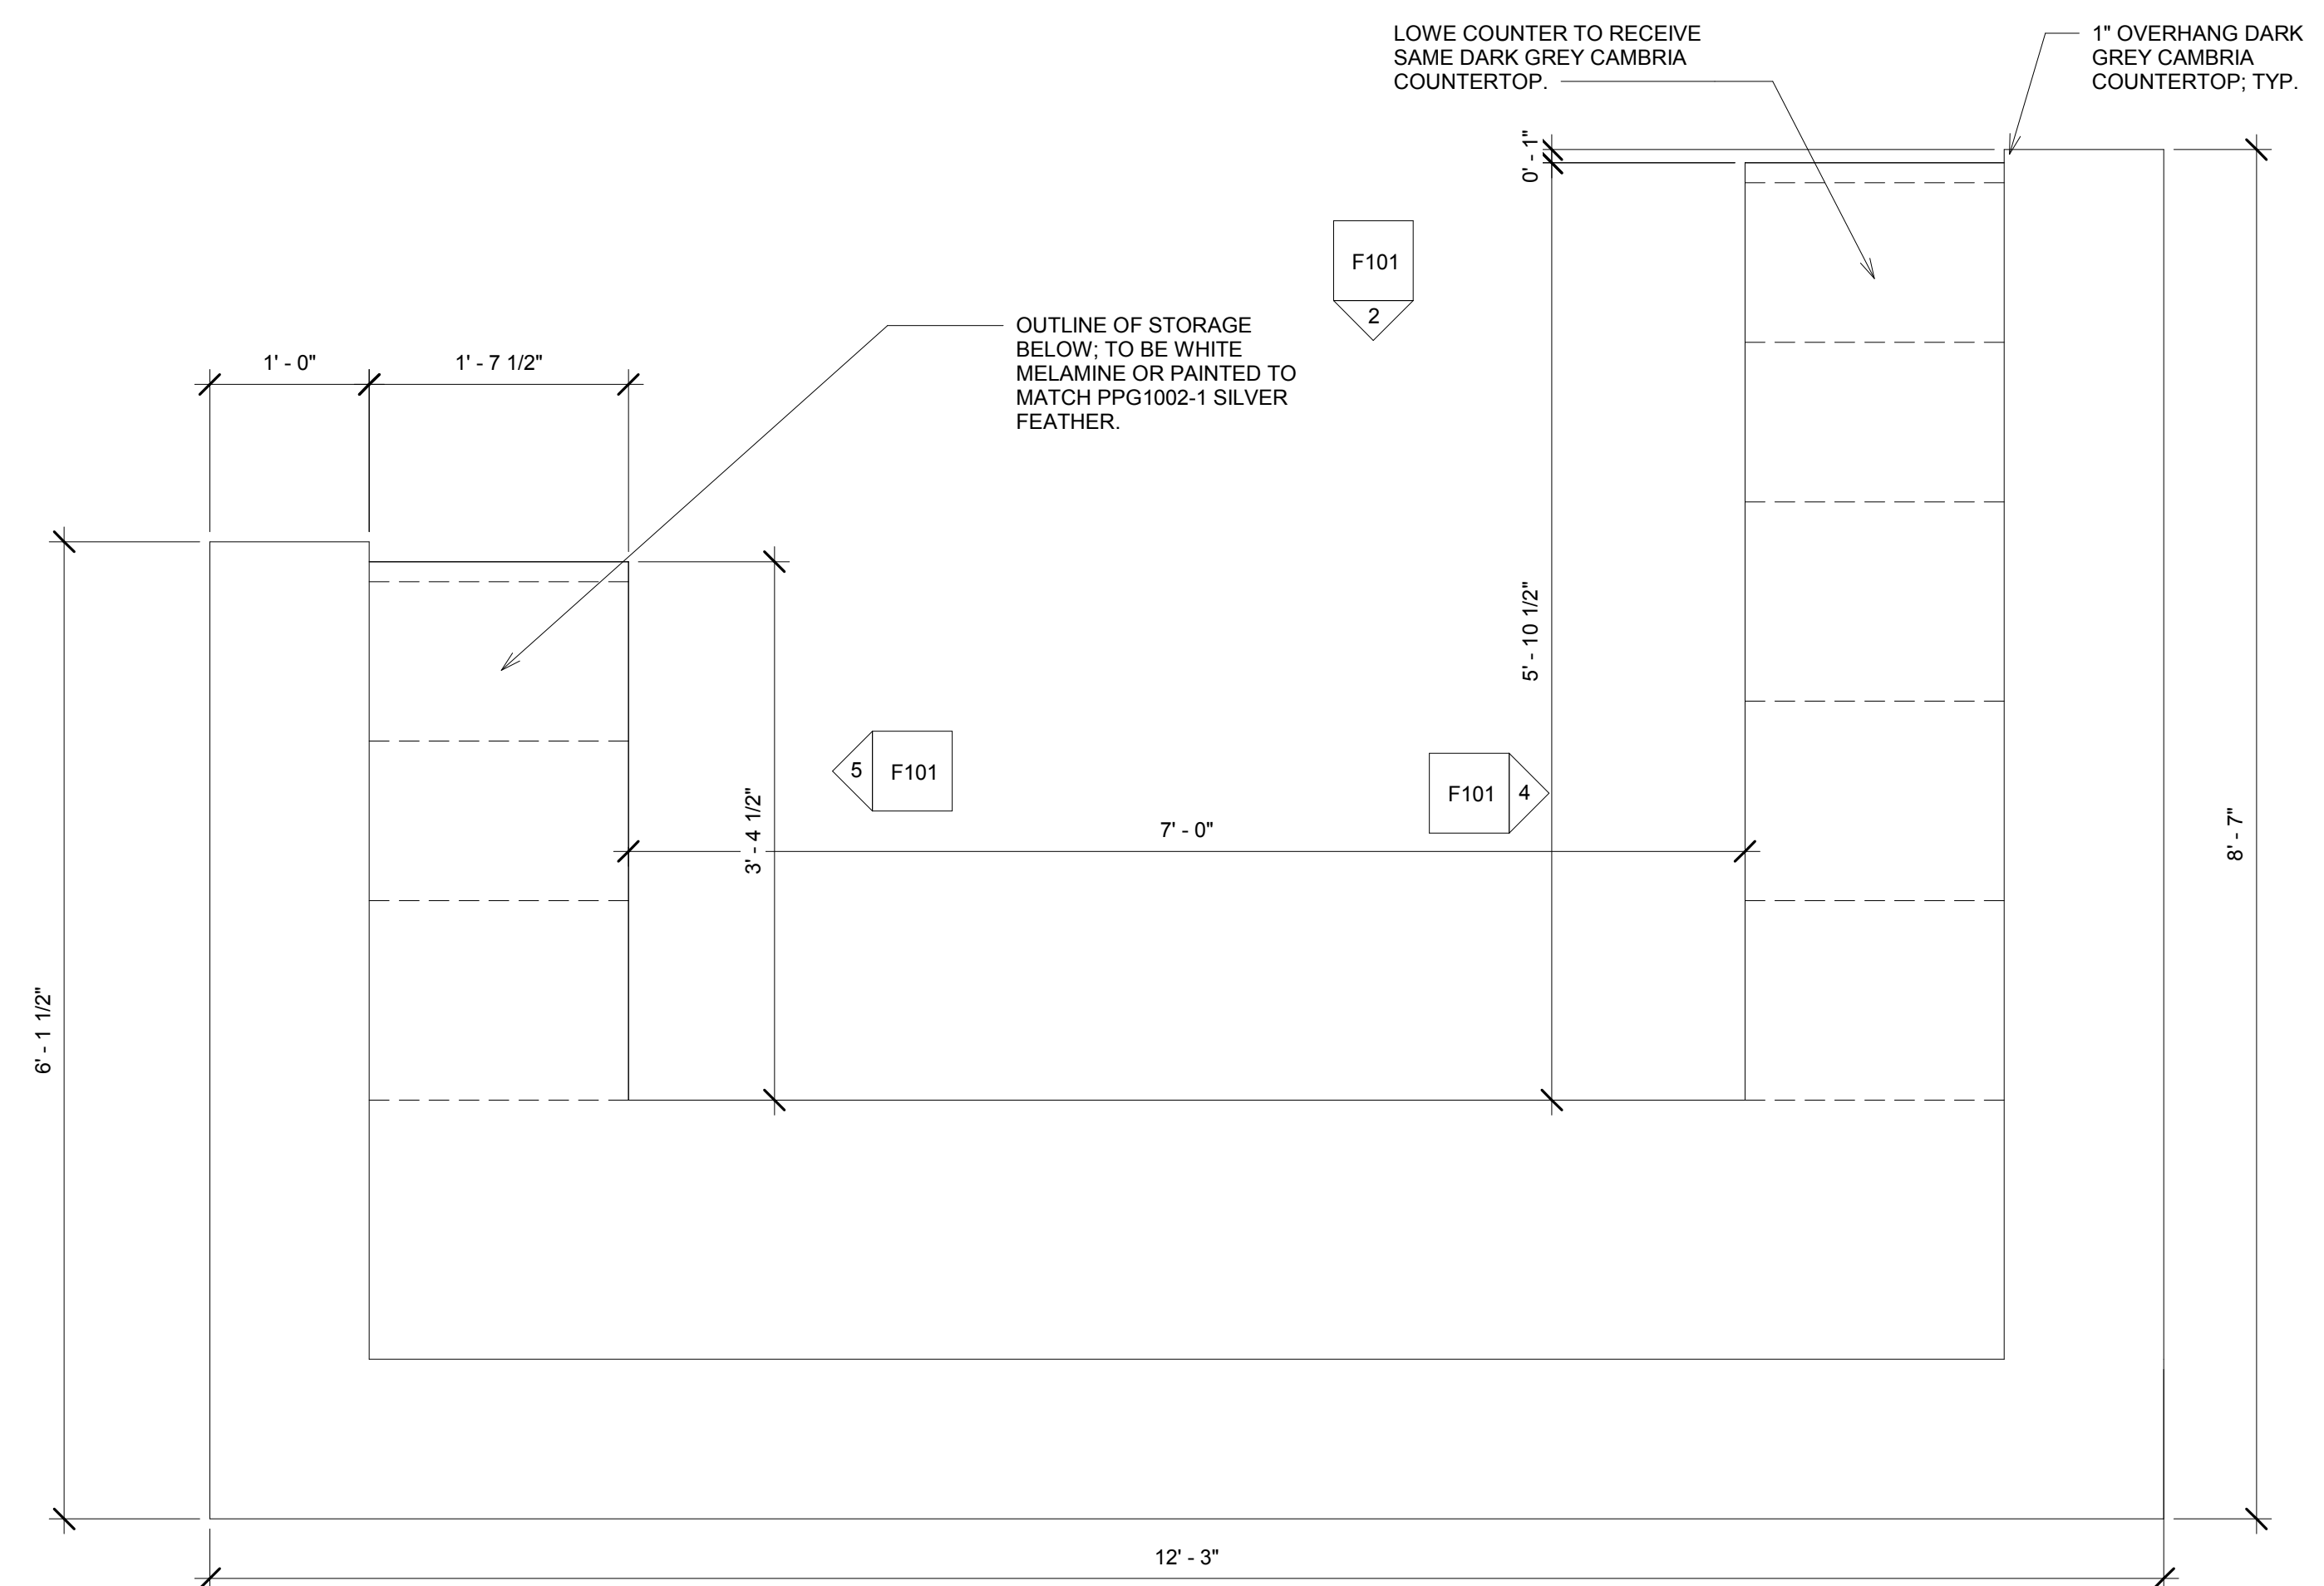 LOWE COUNTER TO RECEIVE
SAME DARK GREY CAMBRIA
COUNTERTOP.
1" OVERHANG DARK
GREY CAMBRIA
COUNTERTOP; TYP.
0' - 1"
F101
2
OUTLINE OF STORAGE
BELOW; TO BE WHITE
MELAMINE OR PAINTED TO
MATCH PPG1002-1 SILVER
FEATHER.
1' - 0"
1' - 7 1/2"
5' - 10 1/2"
5
F101
F101
4
3' - 4 1/2"
7' - 0"
8' - 7"
6' - 1 1/2"
12' - 3"